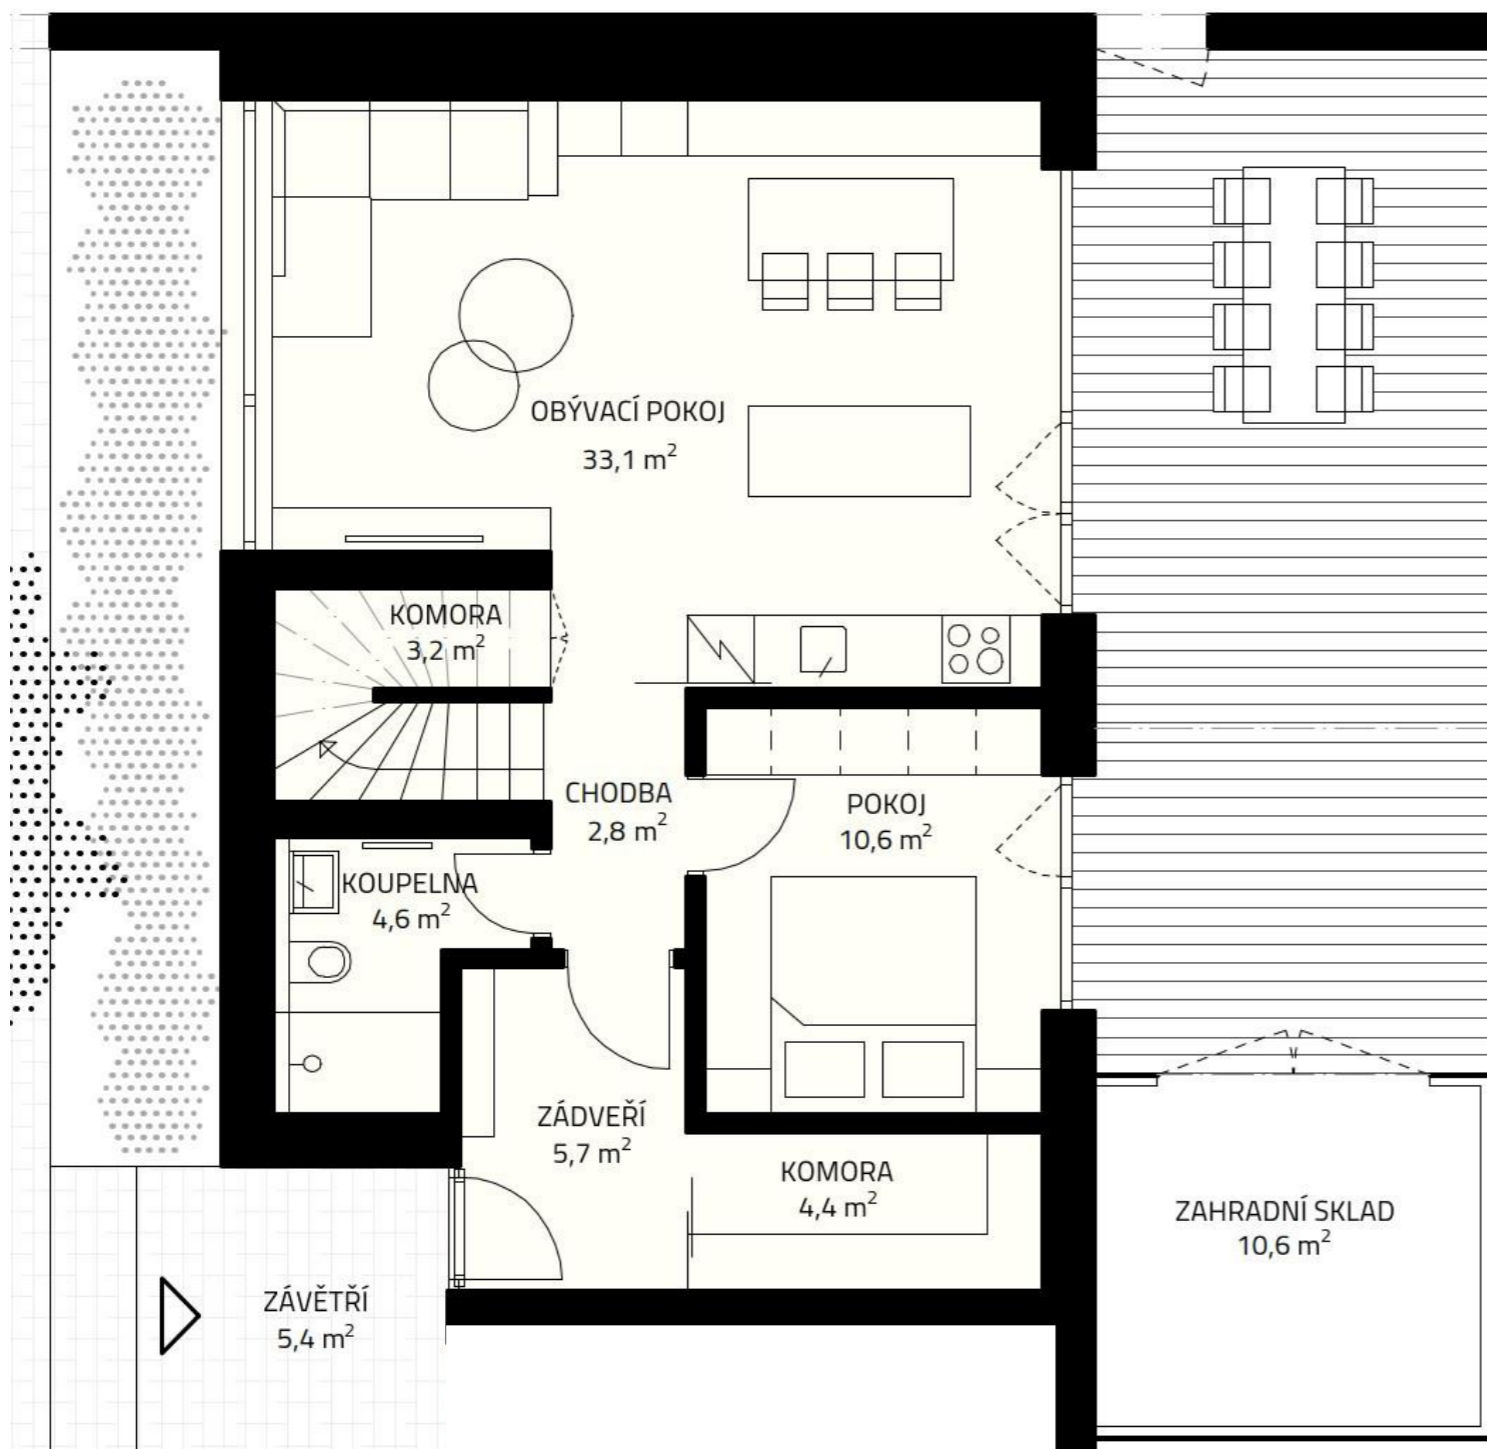 OBÝVACÍ POKOJ
33,1 m²
KOMORA
3,2 m²
CHODBA
2,8 m²
POKOJ
10,6 m²
KOUPELNA
4,6 m²
ZÁDVEŘÍ
5,7 m²
KOMORA
4,4 m²
ZAHRADNÍ SKLAD
10,6 m²
ZÁVĚTŘÍ
5,4 m²